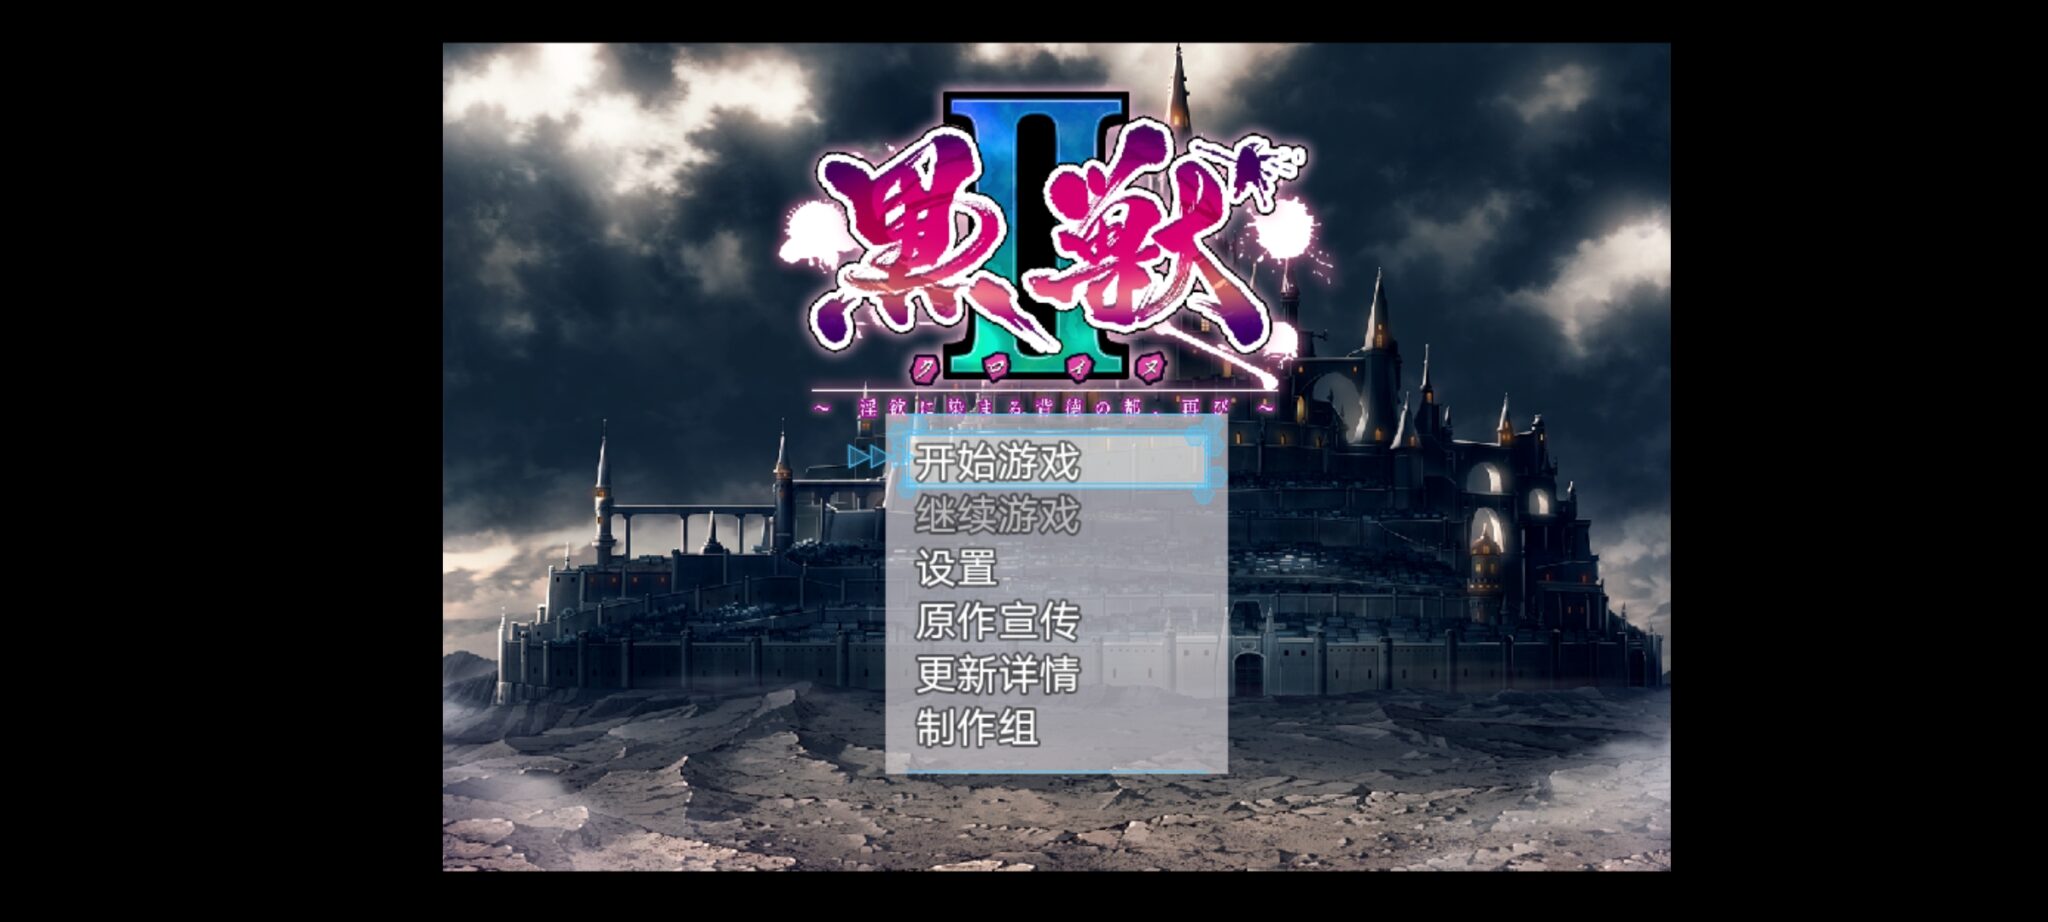 黒獣II
クロイヌ
～ 淫欲に染まる背徳の都、再び ～
开始游戏
继续游戏
设置
原作宣传
更新详情
制作组